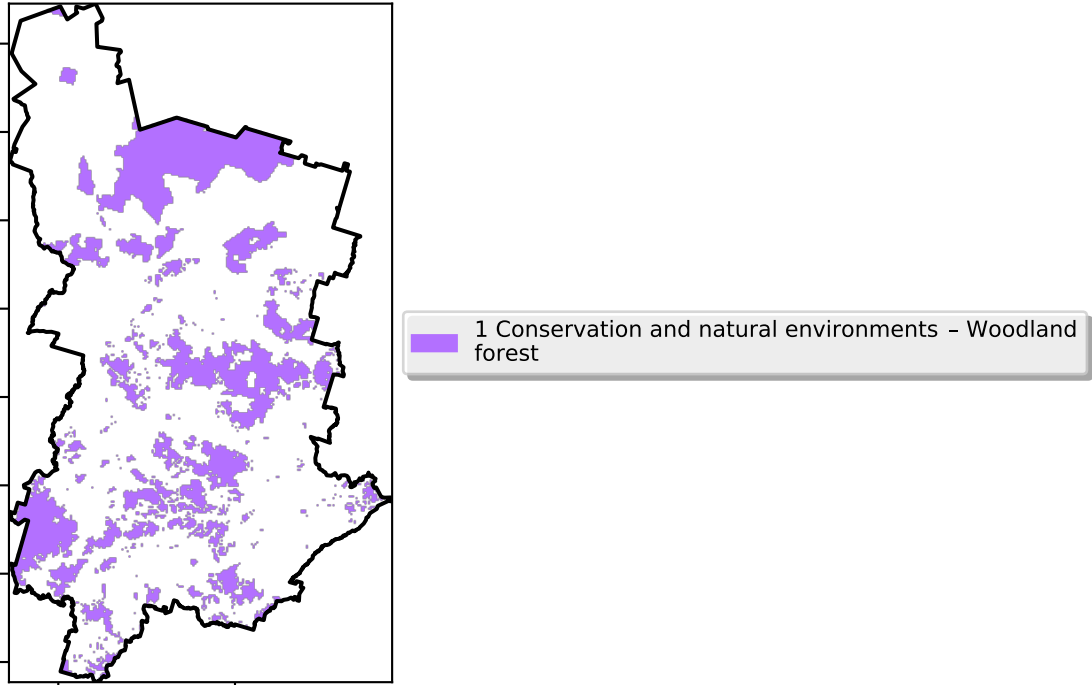 1 Conservation and natural environments – Woodland
forest